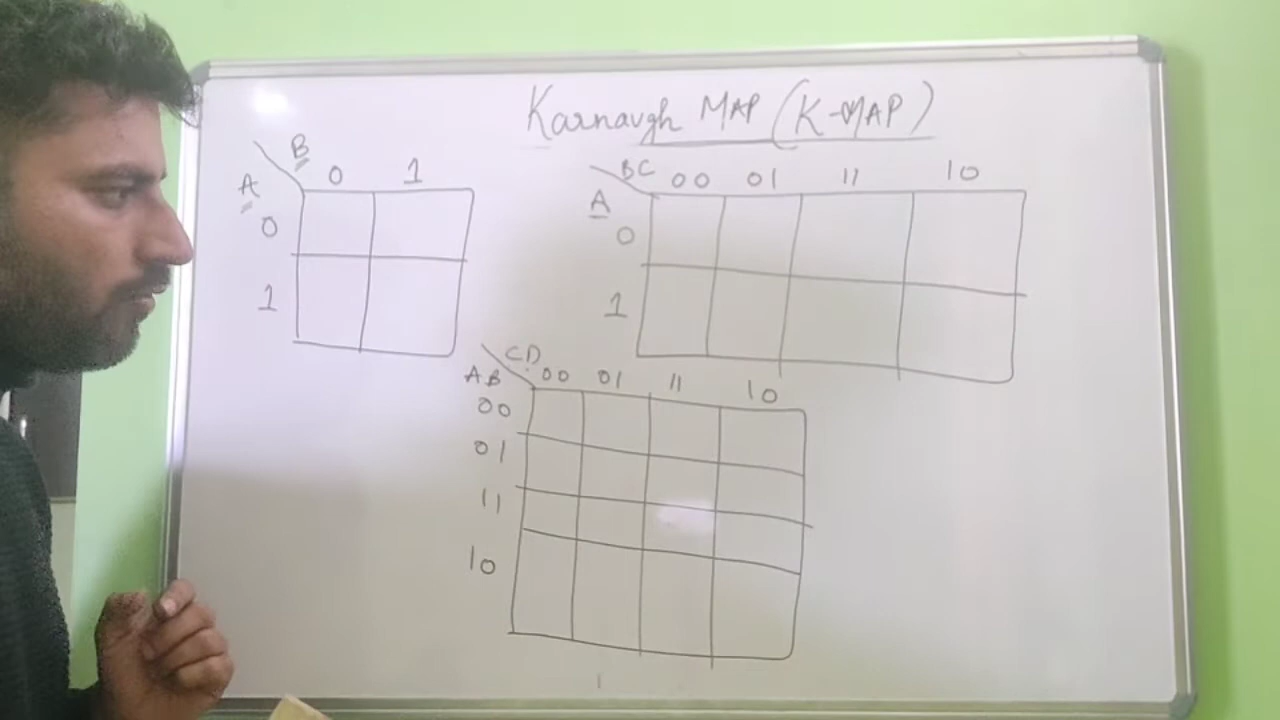 Karnaugh MAP (K-MAP)
B 0 1
A
0
1
BC 00 01 11 10
A
0
1
CD 00 01 11 10
AB
00
01
11
10